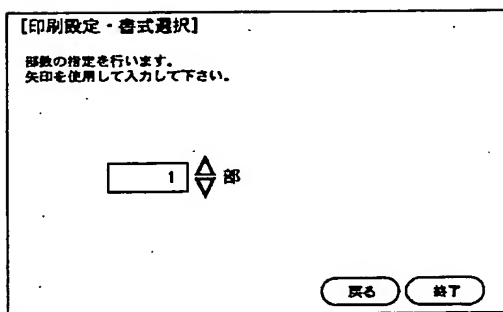 [印刷設定・書式選択]
部数の指定を行います。
矢印を使用して入力して下さい。
1 部
戻る 終了